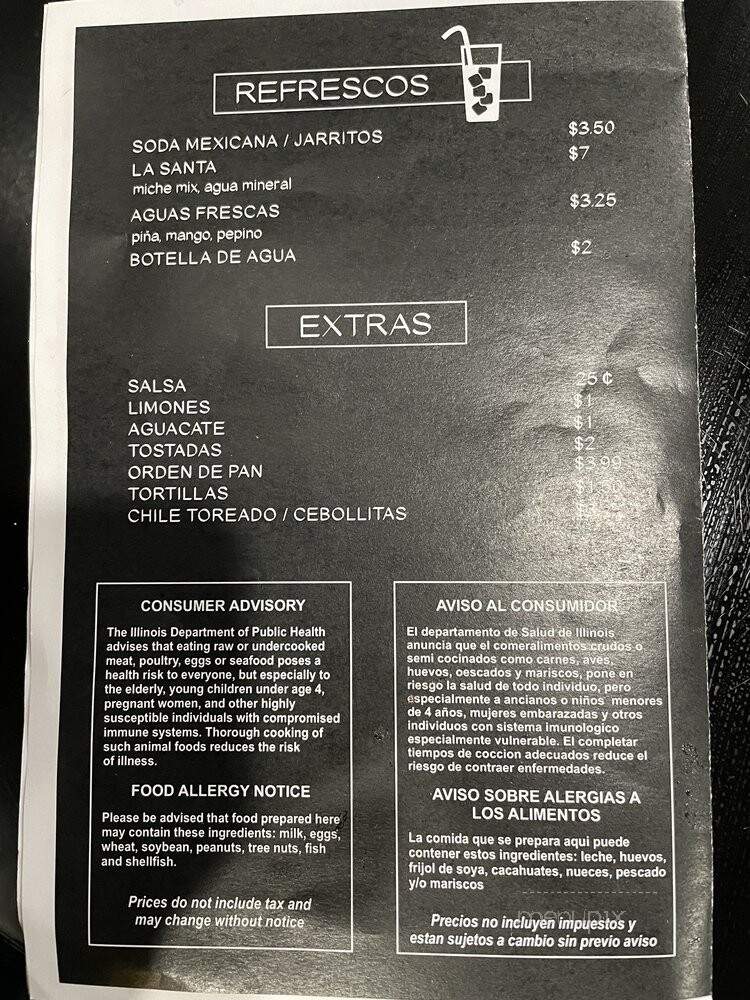 REFRESCOS
SODA MEXICANA / JARRITOS $3.50
LA SANTA $7
miche mix, agua mineral
AGUAS FRESCAS $3.25
piña, mango, pepino
BOTELLA DE AGUA $2
EXTRAS
SALSA 25 ¢
LIMONES $1
AGUACATE $1
TOSTADAS $2
ORDEN DE PAN $3.99
TORTILLAS
CHILE TOREADO / CEBOLLITAS
CONSUMER ADVISORY
The Illinois Department of Public Health
advises that eating raw or undercooked
meat, poultry, eggs or seafood poses a
health risk to everyone, but especially to
the elderly, young children under age 4,
pregnant women, and other highly
susceptible individuals with compromised
immune systems. Thorough cooking of
such animal foods reduces the risk
of illness.
FOOD ALLERGY NOTICE
Please be advised that food prepared here
may contain these ingredients: milk, eggs,
wheat, soybean, peanuts, tree nuts, fish
and shellfish.
Prices do not include tax and
may change without notice
AVISO AL CONSUMIDOR
El departamento de Salud de Illinois
anuncia que el comeralimentos crudos o
semi cocinados como carnes, aves,
huevos, oescados y mariscos, pone en
riesgo la salud de todo individuo, pero
especialmente a ancianos o niños menores
de 4 años, mujeres embarazadas y otros
individuos con sistema imunologico
especialmente vulnerable. El completar
tiempos de coccion adecuados reduce el
riesgo de contraer enfermedades.
AVISO SOBRE ALERGIAS A
LOS ALIMENTOS
La comida que se prepara aqui puede
contener estos ingredientes: leche, huevos,
frijol de soya, cacahuates, nueces, pescado
y/o mariscos
menupix
Precios no incluyen impuestos y
estan sujetos a cambio sin previo aviso